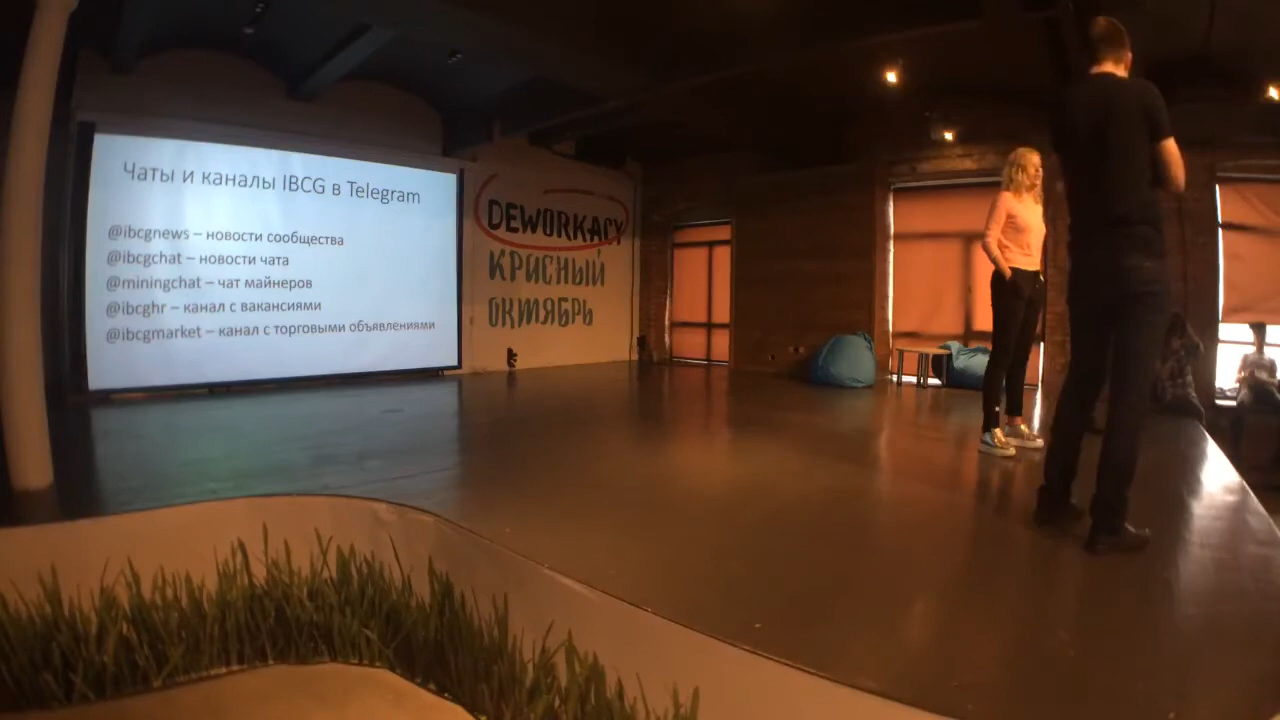 Чаты и каналы IBCG в Telegram
@ibcgnews – новости сообщества
@ibcgchat – новости чата
@miningchat – чат майнеров
@ibcghr – канал с вакансиями
@ibcgmarket – канал с торговыми объявлениями
DEWORKACY
КРАСНЫЙ
ОКТЯБРЬ